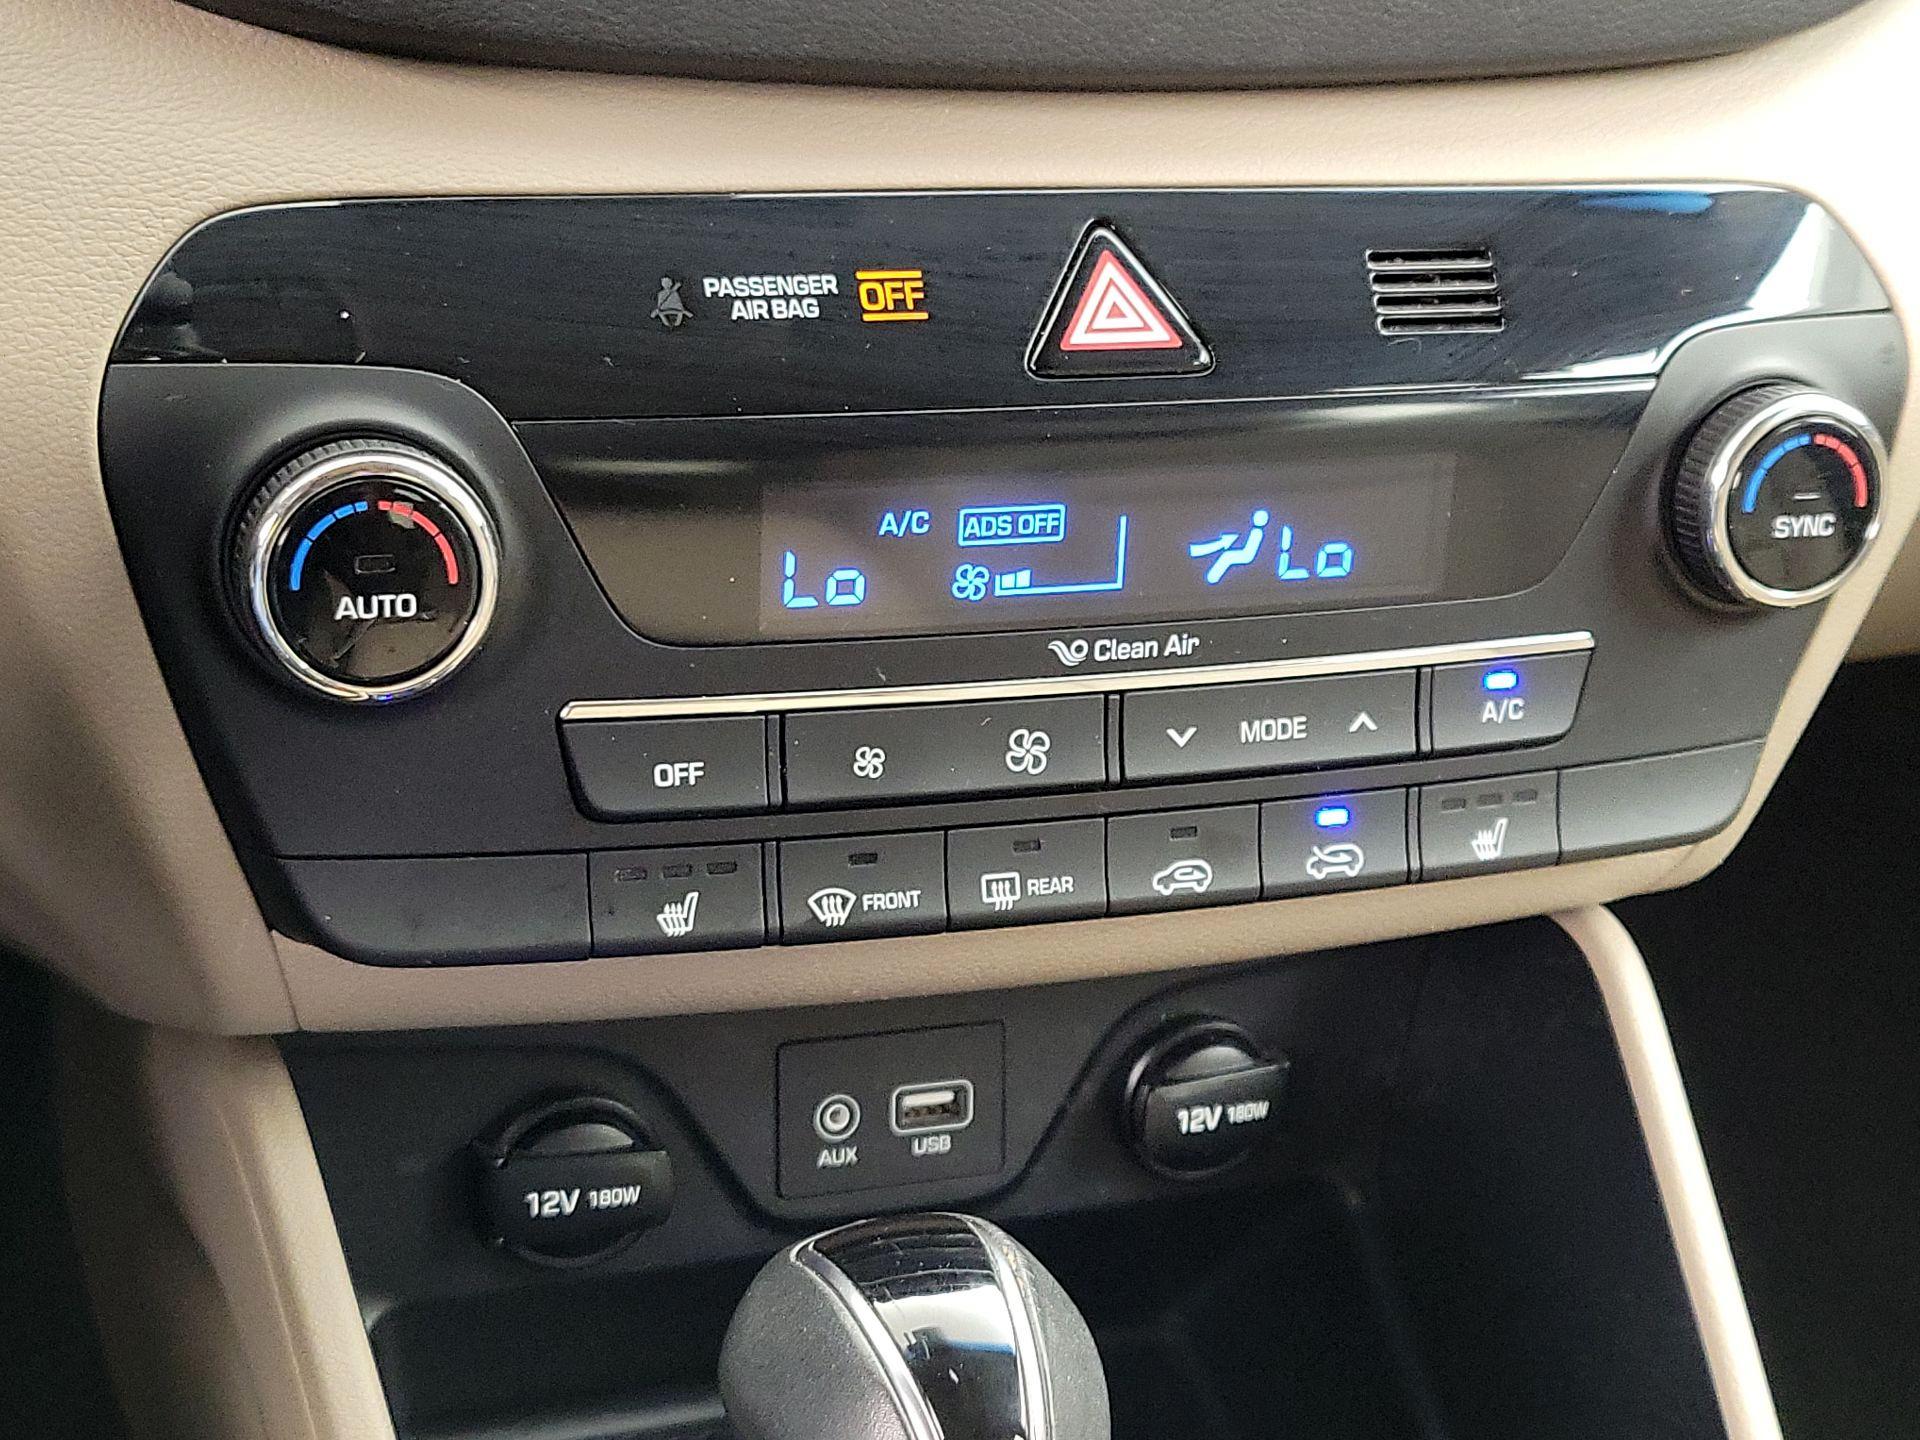 PASSENGER
AIR BAG
OFF
A/C
ADS OFF
Lo
Lo
AUTO
SYNC
Clean Air
OFF
MODE
A/C
FRONT
REAR
AUX
USB
12V 180W
12V 180W